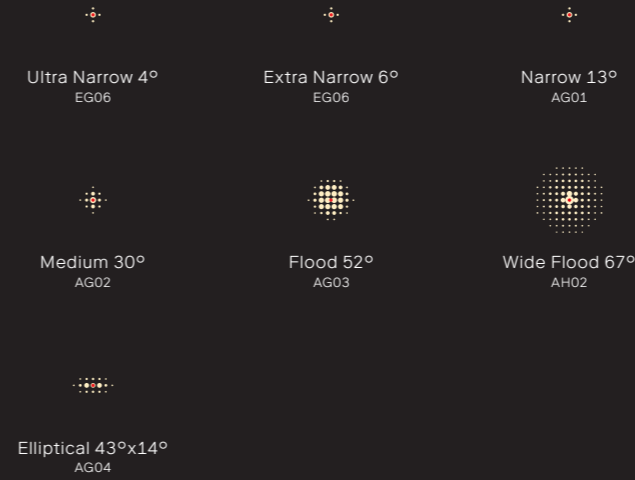 Ultra Narrow 4° Extra Narrow 6° Narrow 13°
EG06 EG06 AG01
Medium 30° Flood 52° Wide Flood 67°
AG02 AG03 AH02
Elliptical 43°x14°
AG04